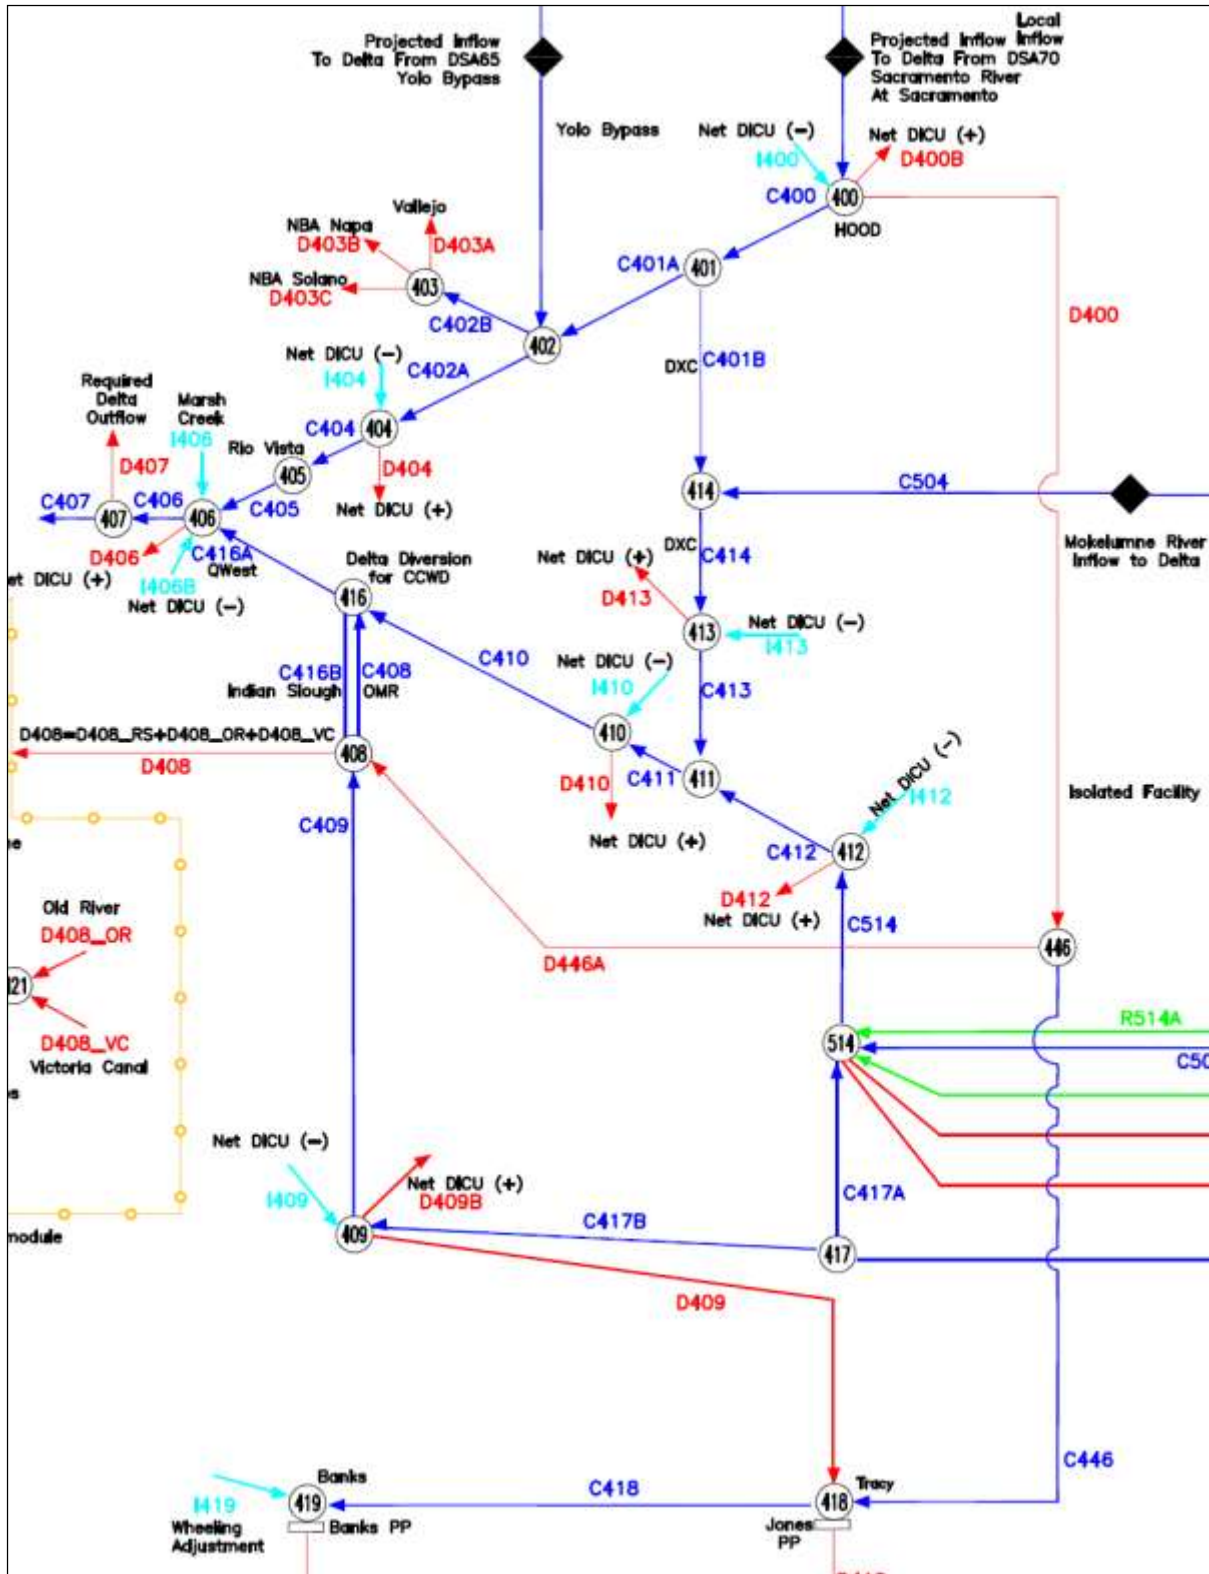 Local
Projected Inflow
To Delta From DSA65
Yolo Bypass
Projected Inflow Inflow
To Delta From DSA70
Sacramento River
At Sacramento
Yolo Bypass
Net DICU (-)
Net DICU (+)
I400
D400B
C400
400
HOOD
Vallejo
NBA Napa
D403B
D403A
NBA Solano
D403C
403
C401A
401
C402B
402
D400
Net DICU (-)
I404
C402A
DXC
C401B
Required
Delta
Outflow
Marsh
Creek
I406
C404
404
Rio Vista
405
D404
D407
C407
C406
407
406
C405
Net DICU (+)
414
C504
D406
C416A
QWest
I406B
Net DICU (-)
Delta Diversion
for CCWD
416
DXC
C414
Net DICU (+)
D413
Mokelumne River
Inflow to Delta
413
Net DICU (-)
I413
C410
Net DICU (-)
I410
C416B
C408
Indian Slough
OMR
C413
D408=D408_RS+D408_OR+D408_VC
D408
408
410
D410
C411
411
Net DICU (-)
I412
Isolated Facility
C409
Net DICU (+)
C412
412
D412
Net DICU (+)
Old River
D408_OR
C514
D446A
446
D408_VC
Victoria Canal
R514A
514
Net DICU (-)
I409
Net DICU (+)
D409B
409
C417B
C417A
417
module
D409
C446
Banks
I419
419
Wheeling
Adjustment
Banks PP
C418
418
Tracy
Jones
PP